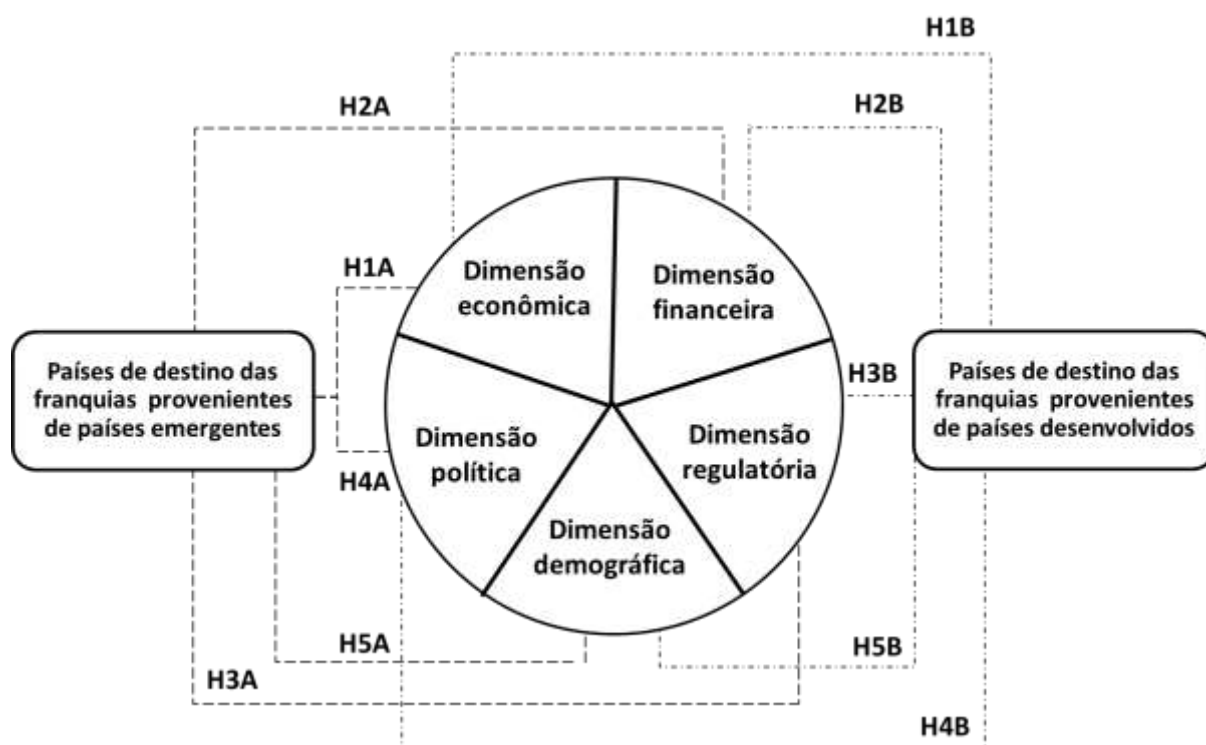 H1B
H2A
H2B
H1A
Dimensão
econômica
Dimensão
financeira
Países de destino das
franquias provenientes
de países emergentes
H3B
Países de destino das
franquias provenientes
de países desenvolvidos
Dimensão
política
Dimensão
regulatória
H4A
Dimensão
demográfica
H5A
H5B
H3A
H4B